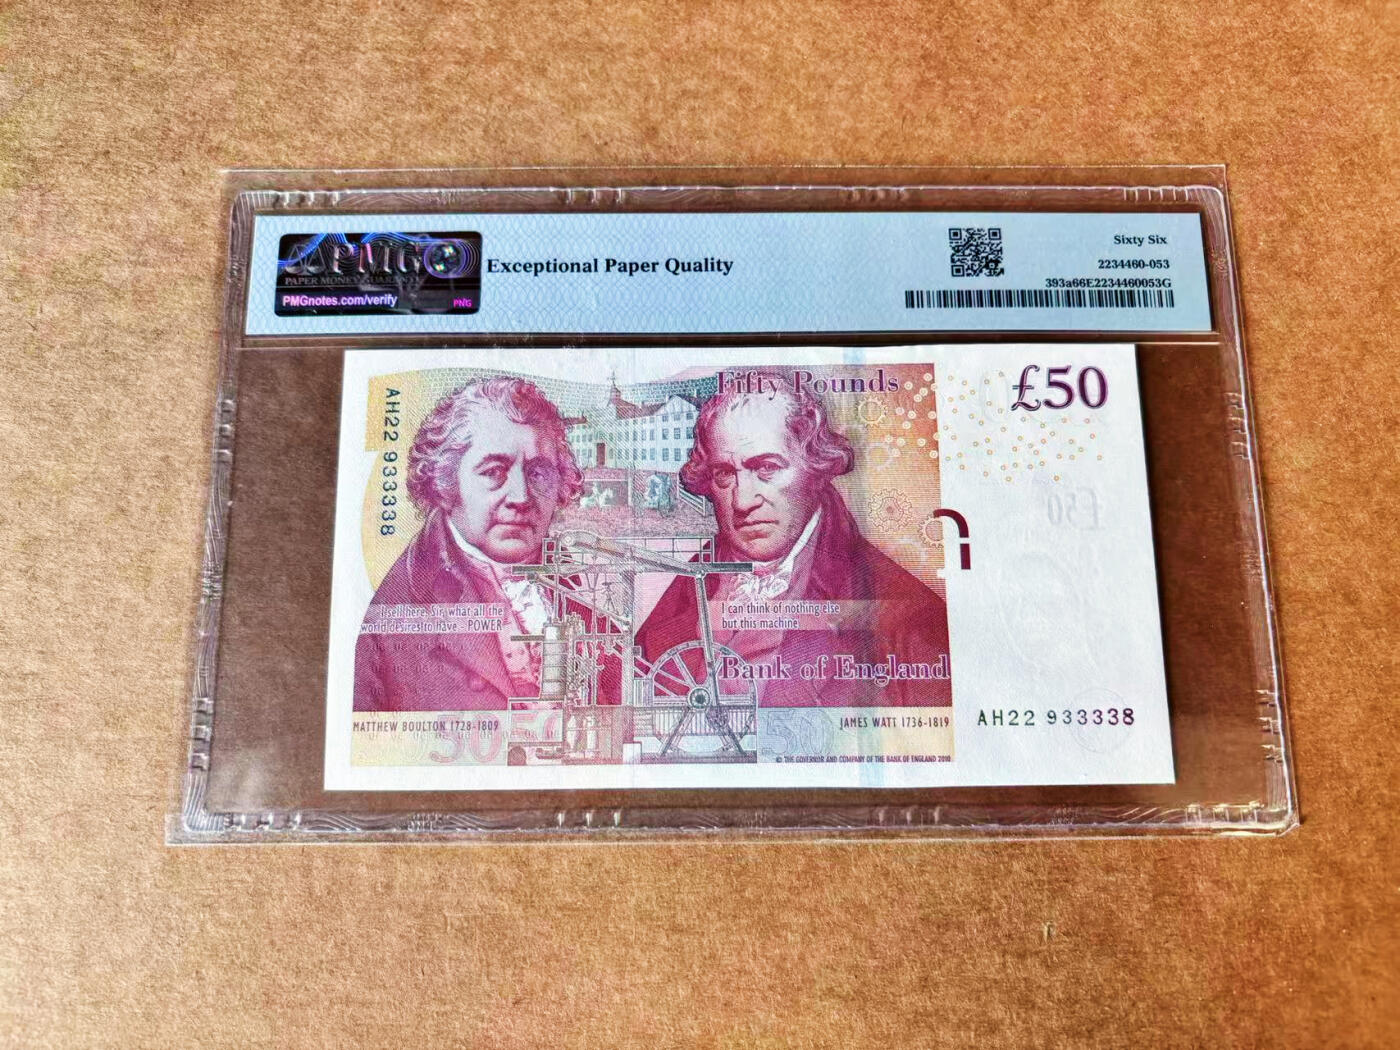 PMG
PAPER MONEY GUARANTY
PMGnotes.com/verify
PNG
Exceptional Paper Quality
Sixty Six
2234460-053
393a66E2234460053G
AH22 933338
Fifty Pounds
£50
£50
I sell here, Sir, what all the
world desires to have - POWER
I can think of nothing else
but this machine
Bank of England
MATTHEW BOULTON 1728-1809
50
50
JAMES WATT 1736-1819
AH22 933338
© THE GOVERNOR AND COMPANY OF THE BANK OF ENGLAND 2010